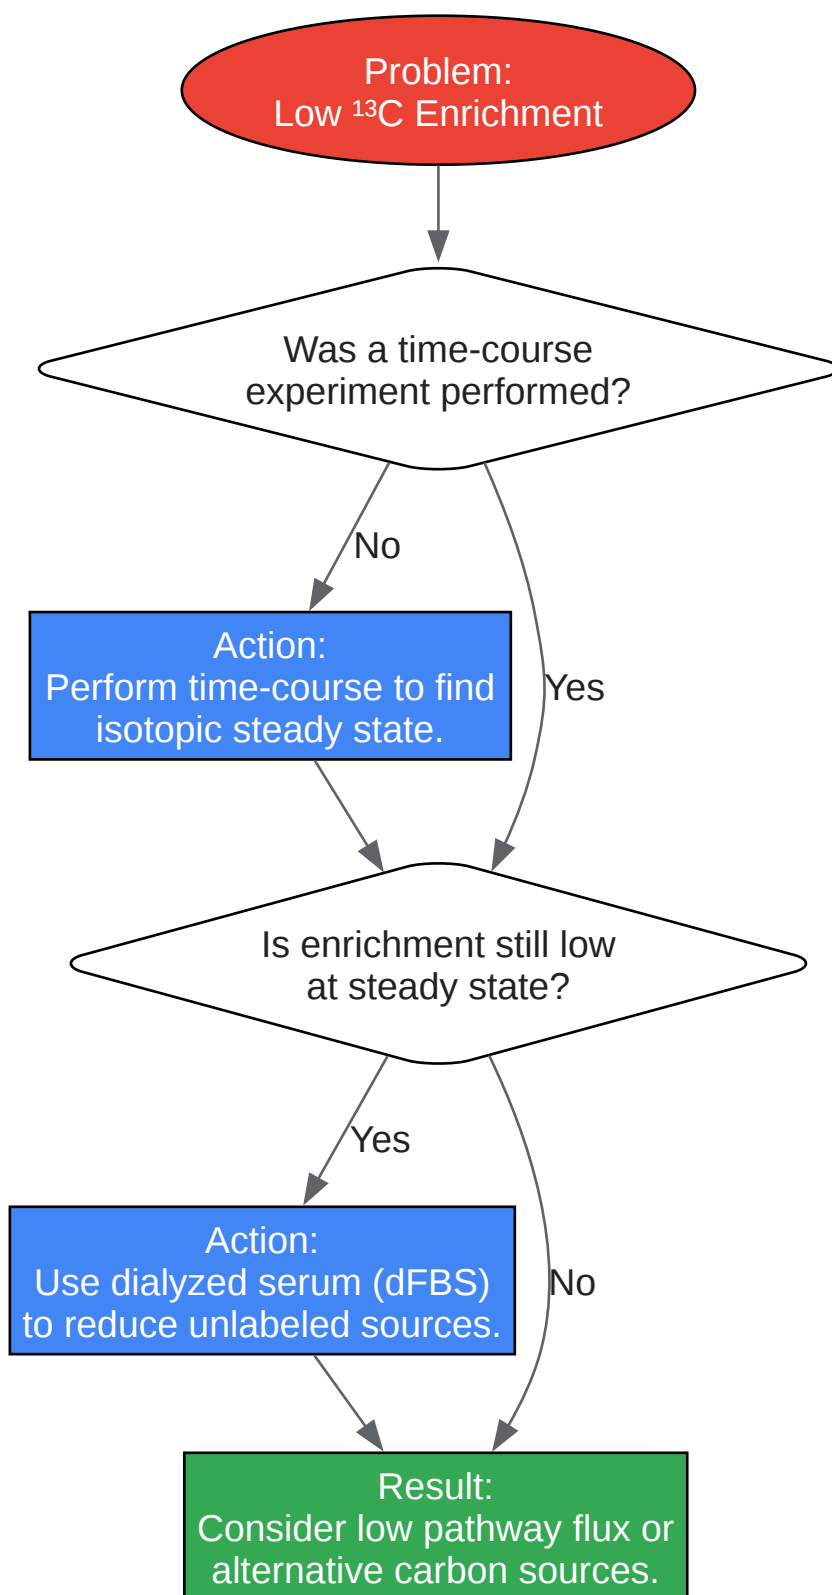 Problem:
Low ¹³C Enrichment
Was a time-course
experiment performed?
No
Action:
Perform time-course to find
isotopic steady state.
Yes
Is enrichment still low
at steady state?
Yes
Action:
Use dialyzed serum (dFBS)
to reduce unlabeled sources.
No
Result:
Consider low pathway flux or
alternative carbon sources.